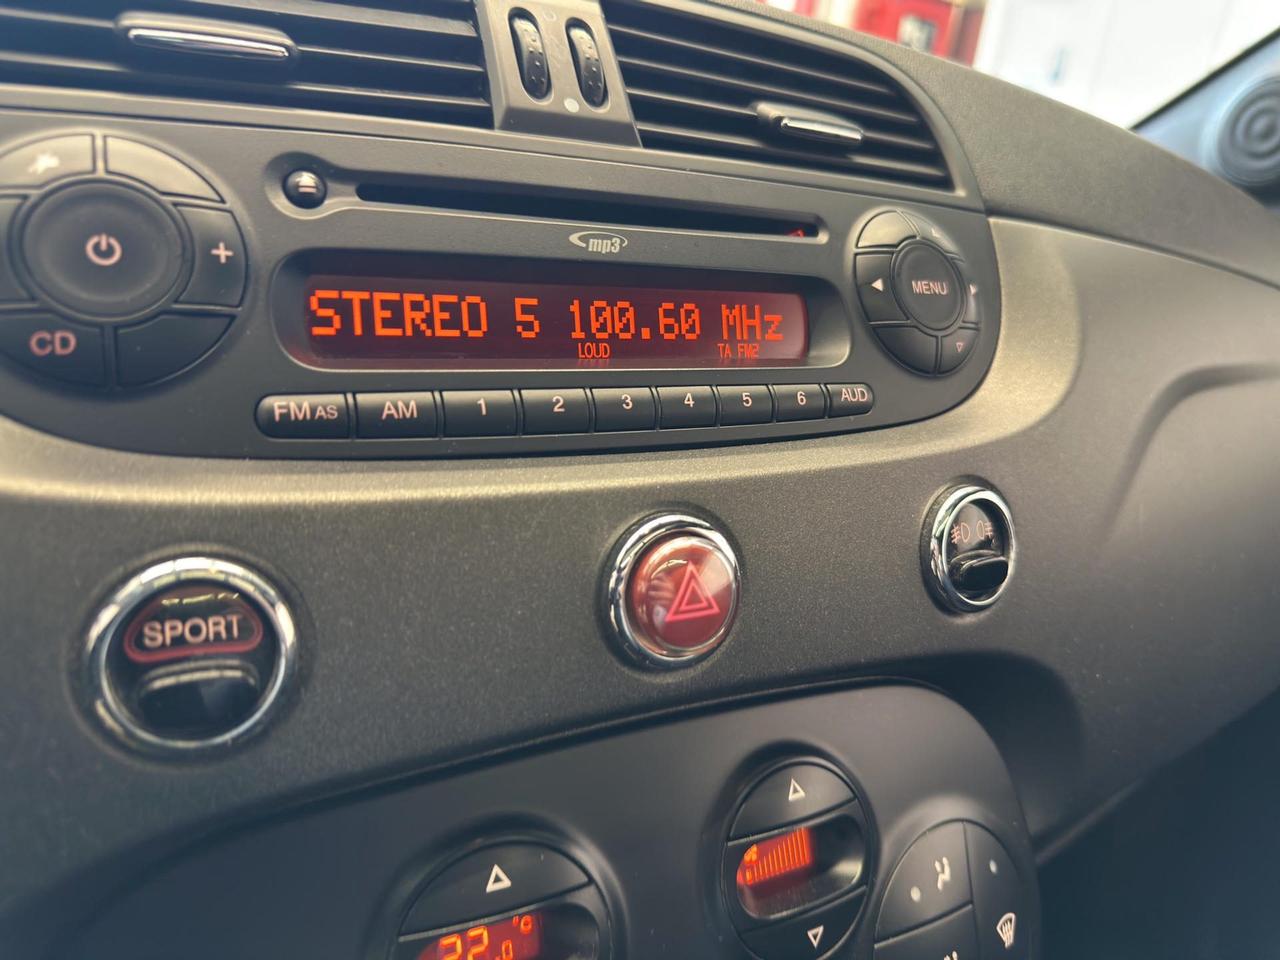 mp3
STEREO 5 100.60 MHz
LOUD TA FM2
MENU
CD
FM AS AM 1 2 3 4 5 6 AUD
SPORT
22.0 °C